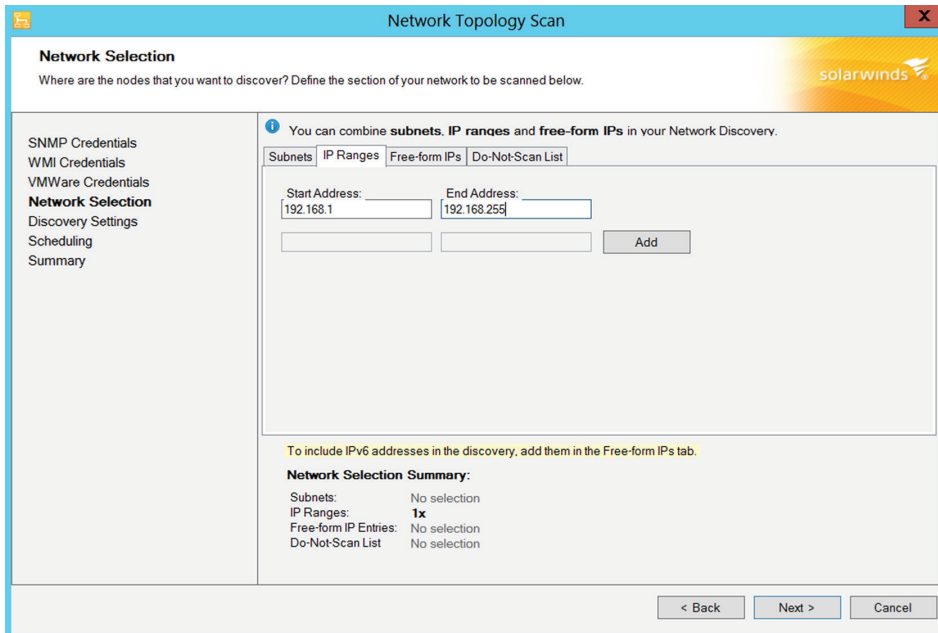 Network Topology Scan
X
Network Selection
Where are the nodes that you want to discover? Define the section of your network to be scanned below.
solarwinds
SNMP Credentials
WMI Credentials
VMWare Credentials
Network Selection
Discovery Settings
Scheduling
Summary
You can combine subnets, IP ranges and free-form IPs in your Network Discovery.
Subnets IP Ranges Free-form IPs Do-Not-Scan List
Start Address: End Address:
192.168.1 192.168.255
Add
To include IPv6 addresses in the discovery, add them in the Free-form IPs tab.
Network Selection Summary:
Subnets: No selection
IP Ranges: 1x
Free-form IP Entries: No selection
Do-Not-Scan List No selection
< Back Next > Cancel